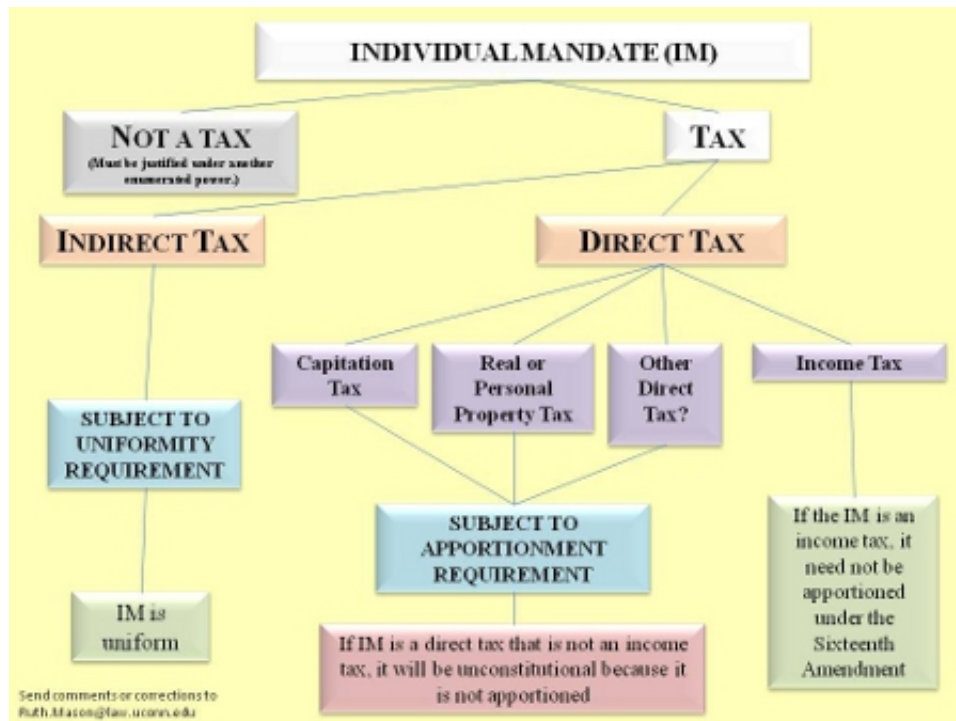 INDIVIDUAL MANDATE (IM)
NOT A TAX
(Must be justified under another
enumerated power.)
TAX
INDIRECT TAX
DIRECT TAX
Capitation
Tax
Real or
Personal
Property Tax
Other
Direct
Tax?
Income Tax
SUBJECT TO
UNIFORMITY
REQUIREMENT
SUBJECT TO
APPORTIONMENT
REQUIREMENT
If the IM is an
income tax, it
need not be
apportioned
under the
Sixteenth
Amendment
IM is
uniform
If IM is a direct tax that is not an income
tax, it will be unconstitutional because it
is not apportioned
Send comments or corrections to
Ruth.Mason@law.uconn.edu